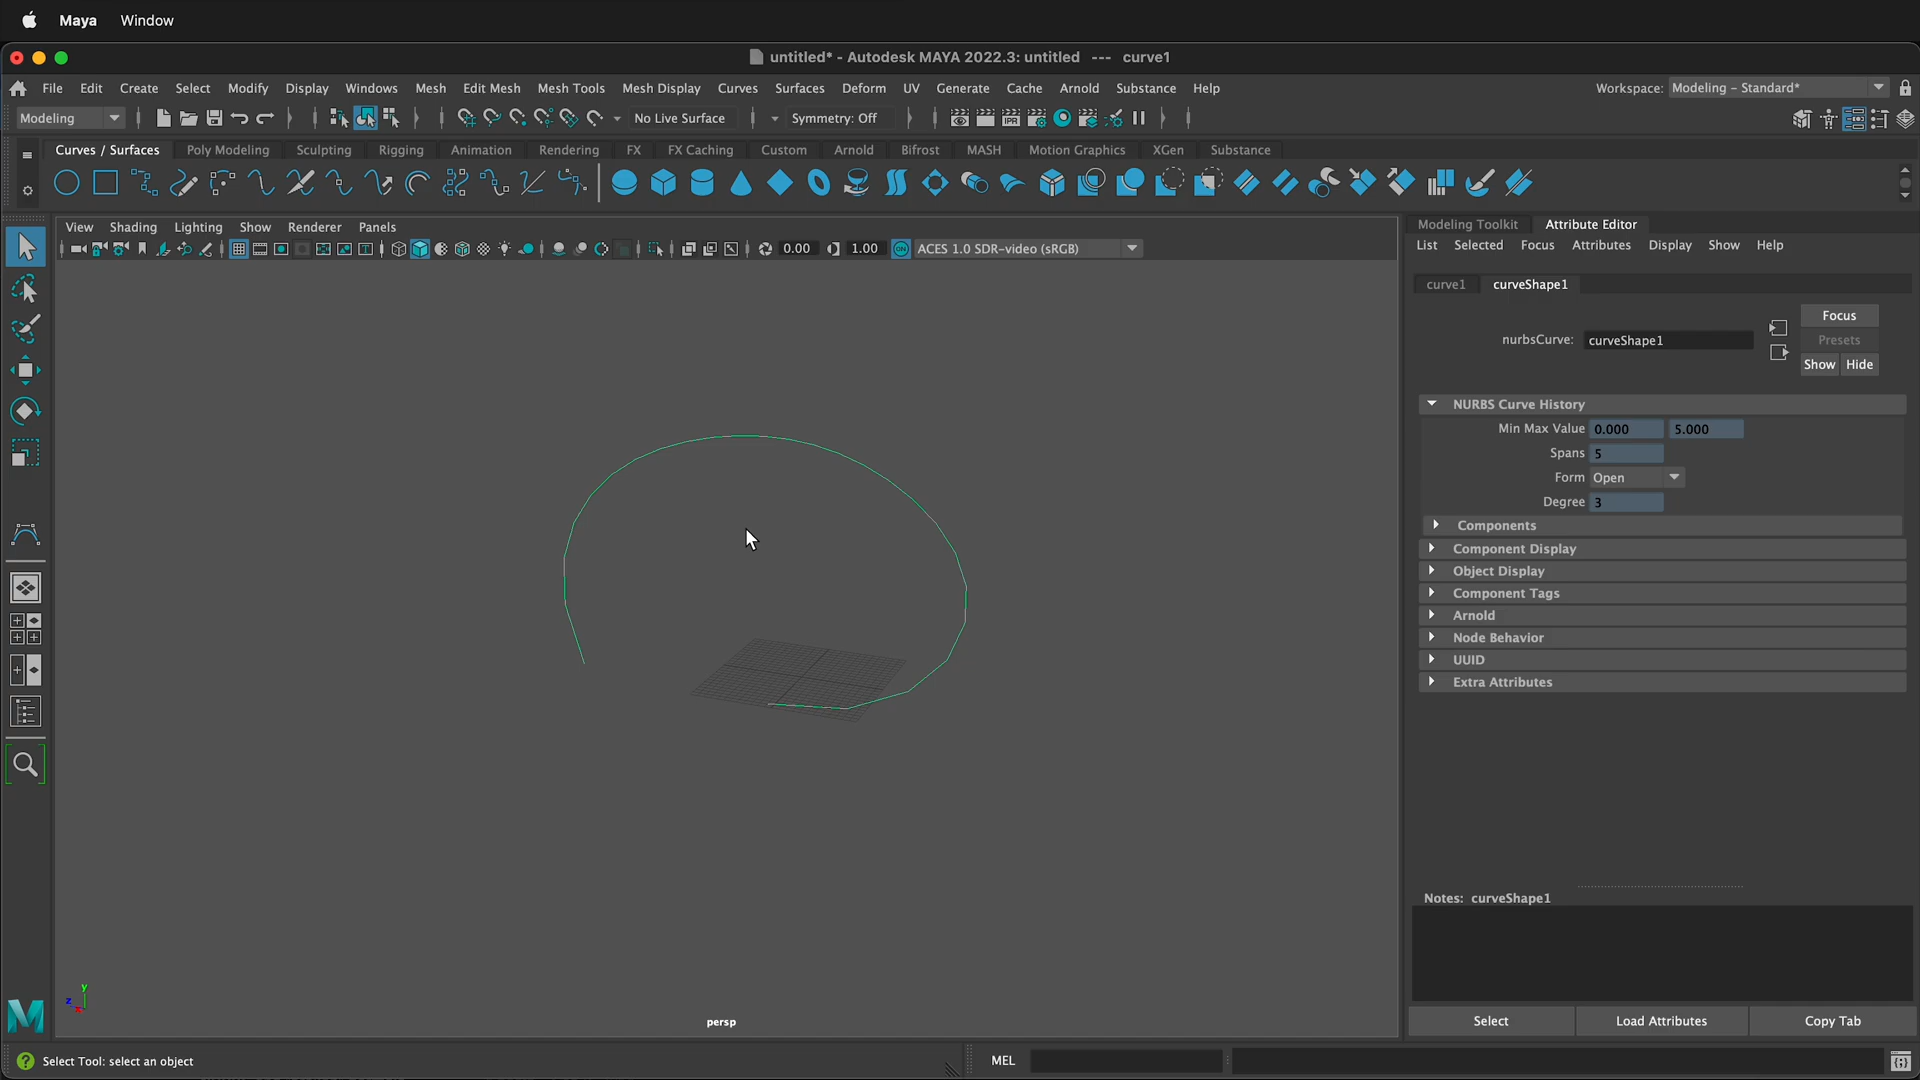 Maya Window
untitled* - Autodesk MAYA 2022.3: untitled --- curve1
File Edit Create Select Modify Display Windows Mesh Edit Mesh Mesh Tools Mesh Display Curves Surfaces Deform UV Generate Cache Arnold Substance Help Workspace: Modeling - Standard*
Modeling No Live Surface Symmetry: Off IPR
Curves / Surfaces Poly Modeling Sculpting Rigging Animation Rendering FX FX Caching Custom Arnold Bifrost MASH Motion Graphics XGen Substance
View Shading Lighting Show Renderer Panels
0.00 1.00 ON ACES 1.0 SDR-video (sRGB)
Modeling Toolkit Attribute Editor
List Selected Focus Attributes Display Show Help
curve1 curveShape1
Focus
nurbsCurve: curveShape1 Presets
Show Hide
NURBS Curve History
Min Max Value 0.000 5.000
Spans 5
Form Open
Degree 3
Components
Component Display
Object Display
Component Tags
Arnold
Node Behavior
UUID
Extra Attributes
Notes: curveShape1
y
z
x
persp
Select Load Attributes Copy Tab
Select Tool: select an object MEL